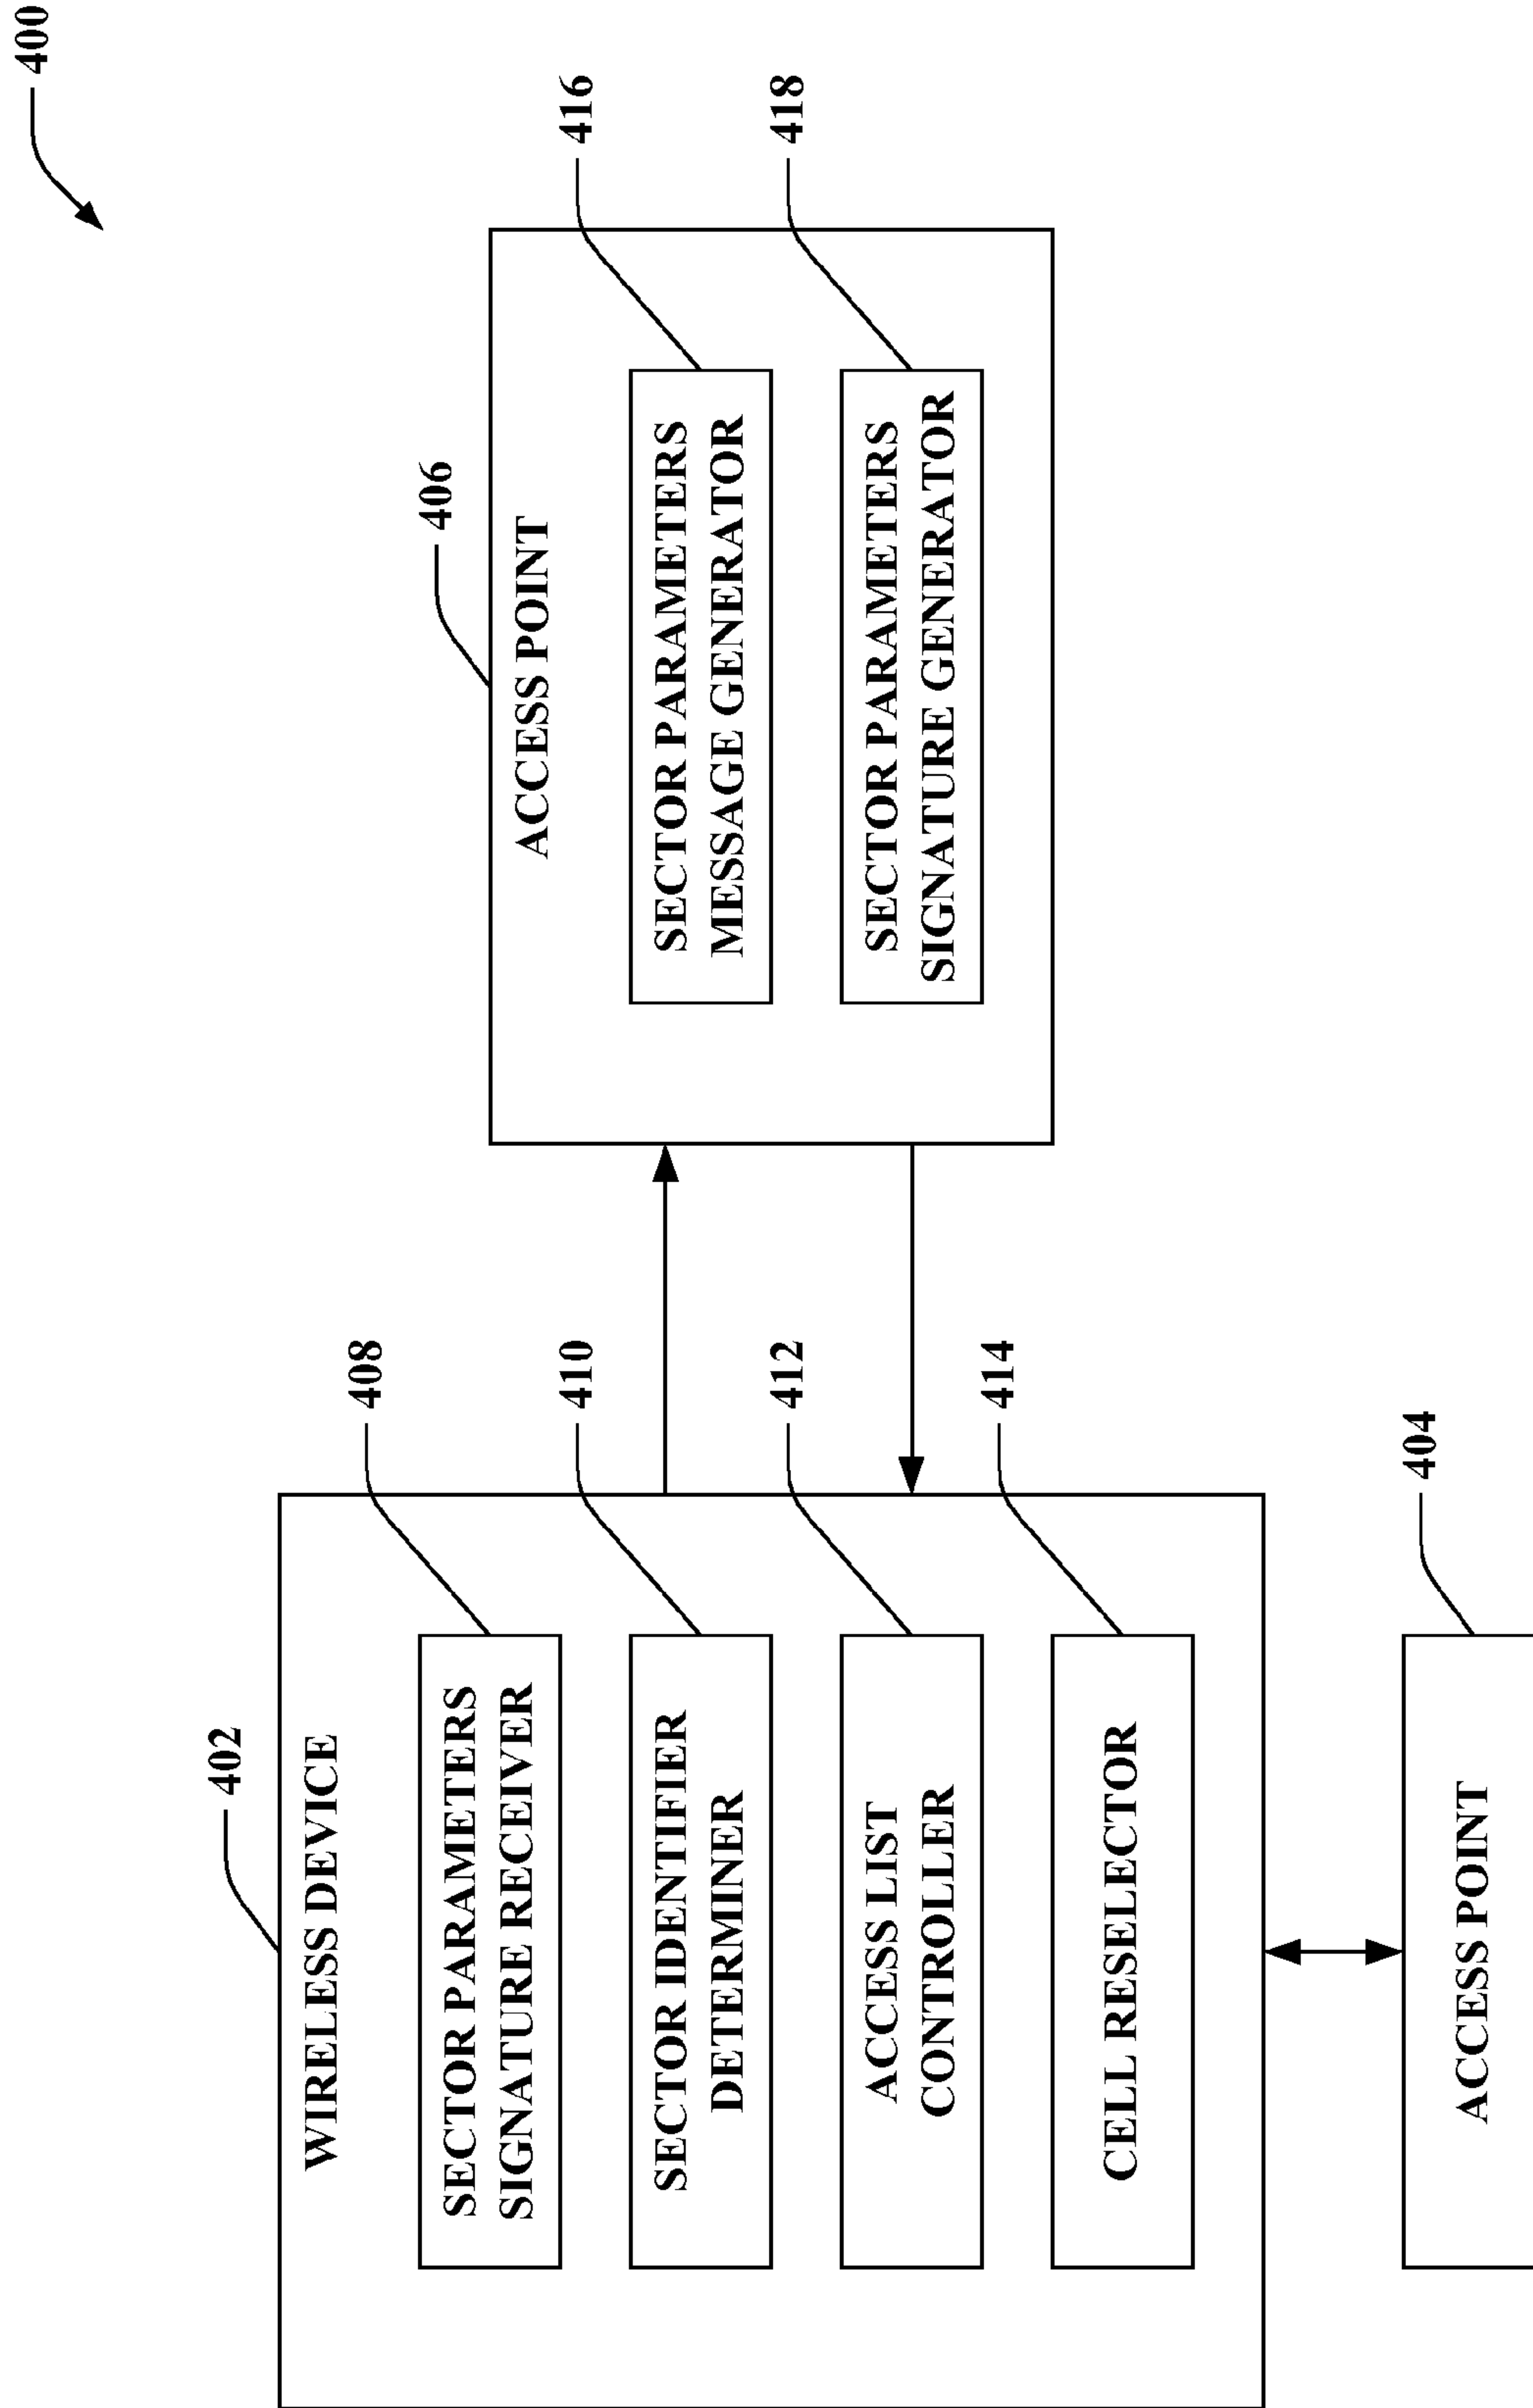 400
402
WIRELESS DEVICE
408
SECTOR PARAMETERS
SIGNATURE RECEIVER
410
SECTOR IDENTIFIER
DETERMINER
412
ACCESS LIST
CONTROLLER
414
CELL RESELECTOR
404
ACCESS POINT
406
ACCESS POINT
416
SECTOR PARAMETERS
MESSAGE GENERATOR
418
SECTOR PARAMETERS
SIGNATURE GENERATOR